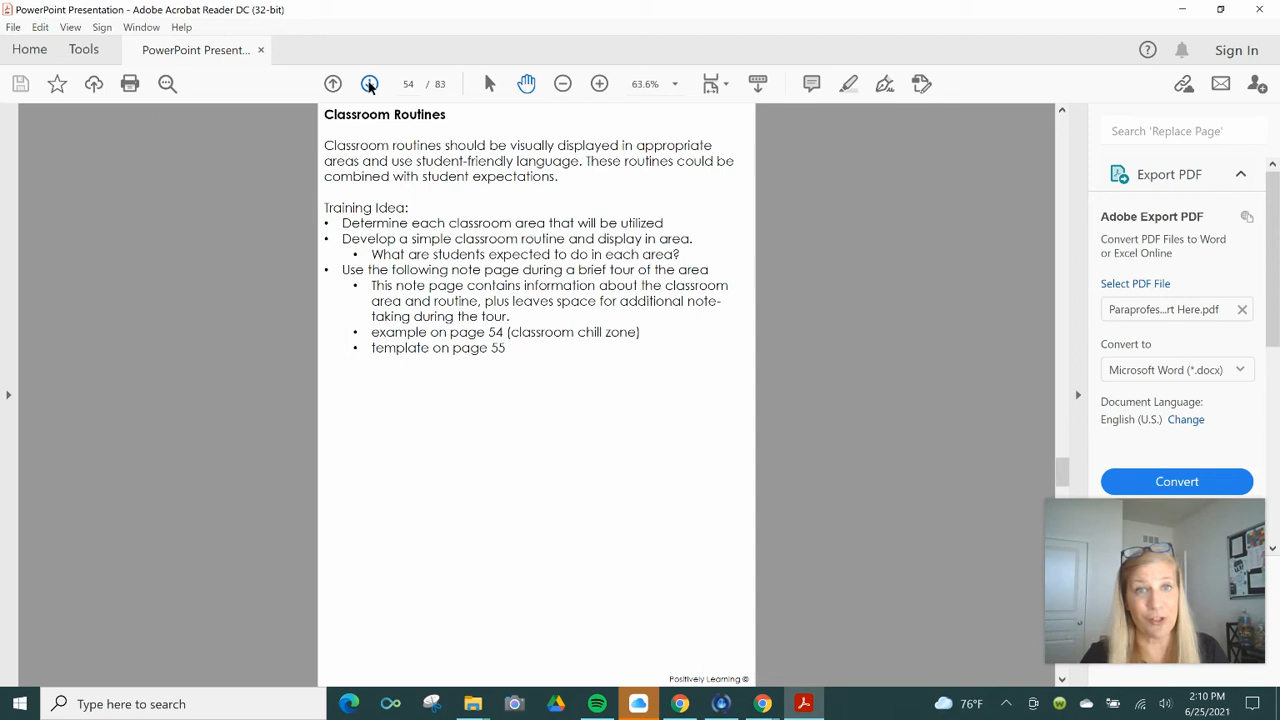 PowerPoint Presentation - Adobe Acrobat Reader DC (32-bit)
File Edit View Sign Window Help
Home Tools PowerPoint Present... × Sign In
54 / 83 63.6%
Classroom Routines
Classroom routines should be visually displayed in appropriate
areas and use student-friendly language. These routines could be
combined with student expectations.
Training Idea:
• Determine each classroom area that will be utilized
• Develop a simple classroom routine and display in area.
• What are students expected to do in each area?
• Use the following note page during a brief tour of the area
• This note page contains information about the classroom
area and routine, plus leaves space for additional note-
taking during the tour.
• example on page 54 (classroom chill zone)
• template on page 55
Positively Learning ©
Search 'Replace Page'
Export PDF
Adobe Export PDF
Convert PDF Files to Word
or Excel Online
Select PDF File
Paraprofes...rt Here.pdf
Convert to
Microsoft Word (*.docx)
Document Language:
English (U.S.) Change
Convert
Type here to search
76°F
2:10 PM
6/25/2021